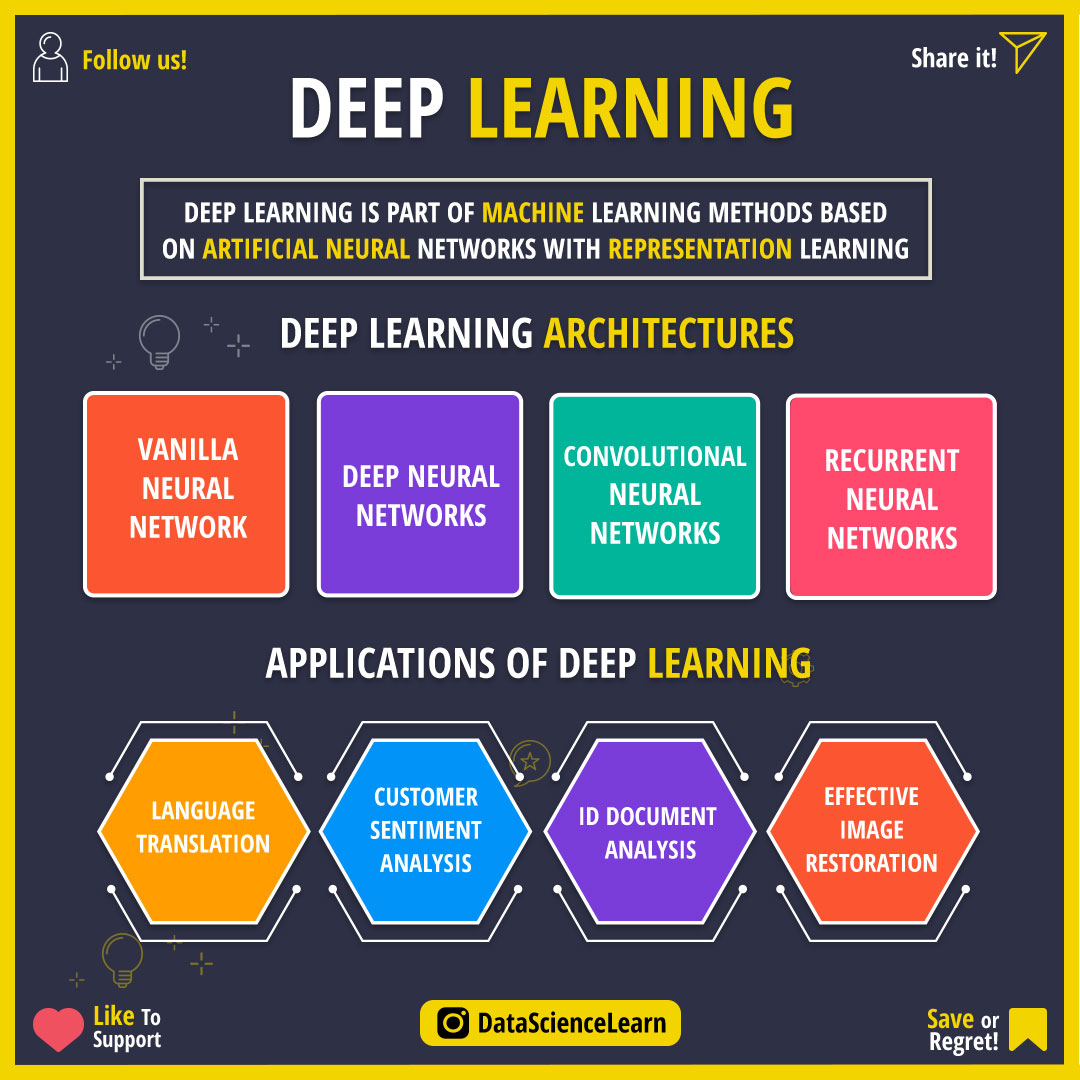 Follow us!
Share it!
DEEP LEARNING
DEEP LEARNING IS PART OF MACHINE LEARNING METHODS BASED
ON ARTIFICIAL NEURAL NETWORKS WITH REPRESENTATION LEARNING
DEEP LEARNING ARCHITECTURES
VANILLA
NEURAL
NETWORK
DEEP NEURAL
NETWORKS
CONVOLUTIONAL
NEURAL
NETWORKS
RECURRENT
NEURAL
NETWORKS
APPLICATIONS OF DEEP LEARNING
LANGUAGE
TRANSLATION
CUSTOMER
SENTIMENT
ANALYSIS
ID DOCUMENT
ANALYSIS
EFFECTIVE
IMAGE
RESTORATION
Like To
Support
DataScienceLearn
Save or
Regret!